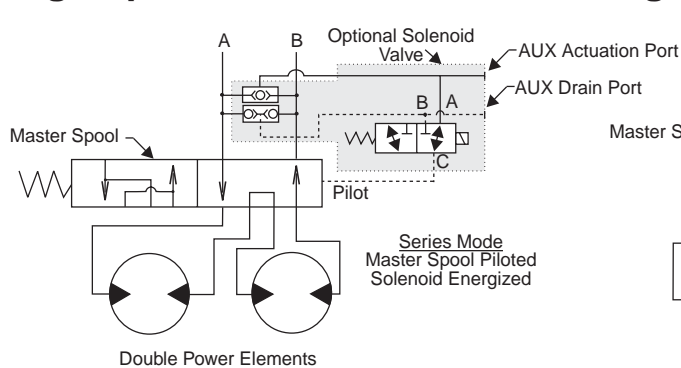 A
B
Optional Solenoid
Valve
AUX Actuation Port
AUX Drain Port
B
A
Master Spool
C
Pilot
Series Mode
Master Spool Piloted
Solenoid Energized
Double Power Elements
Master S